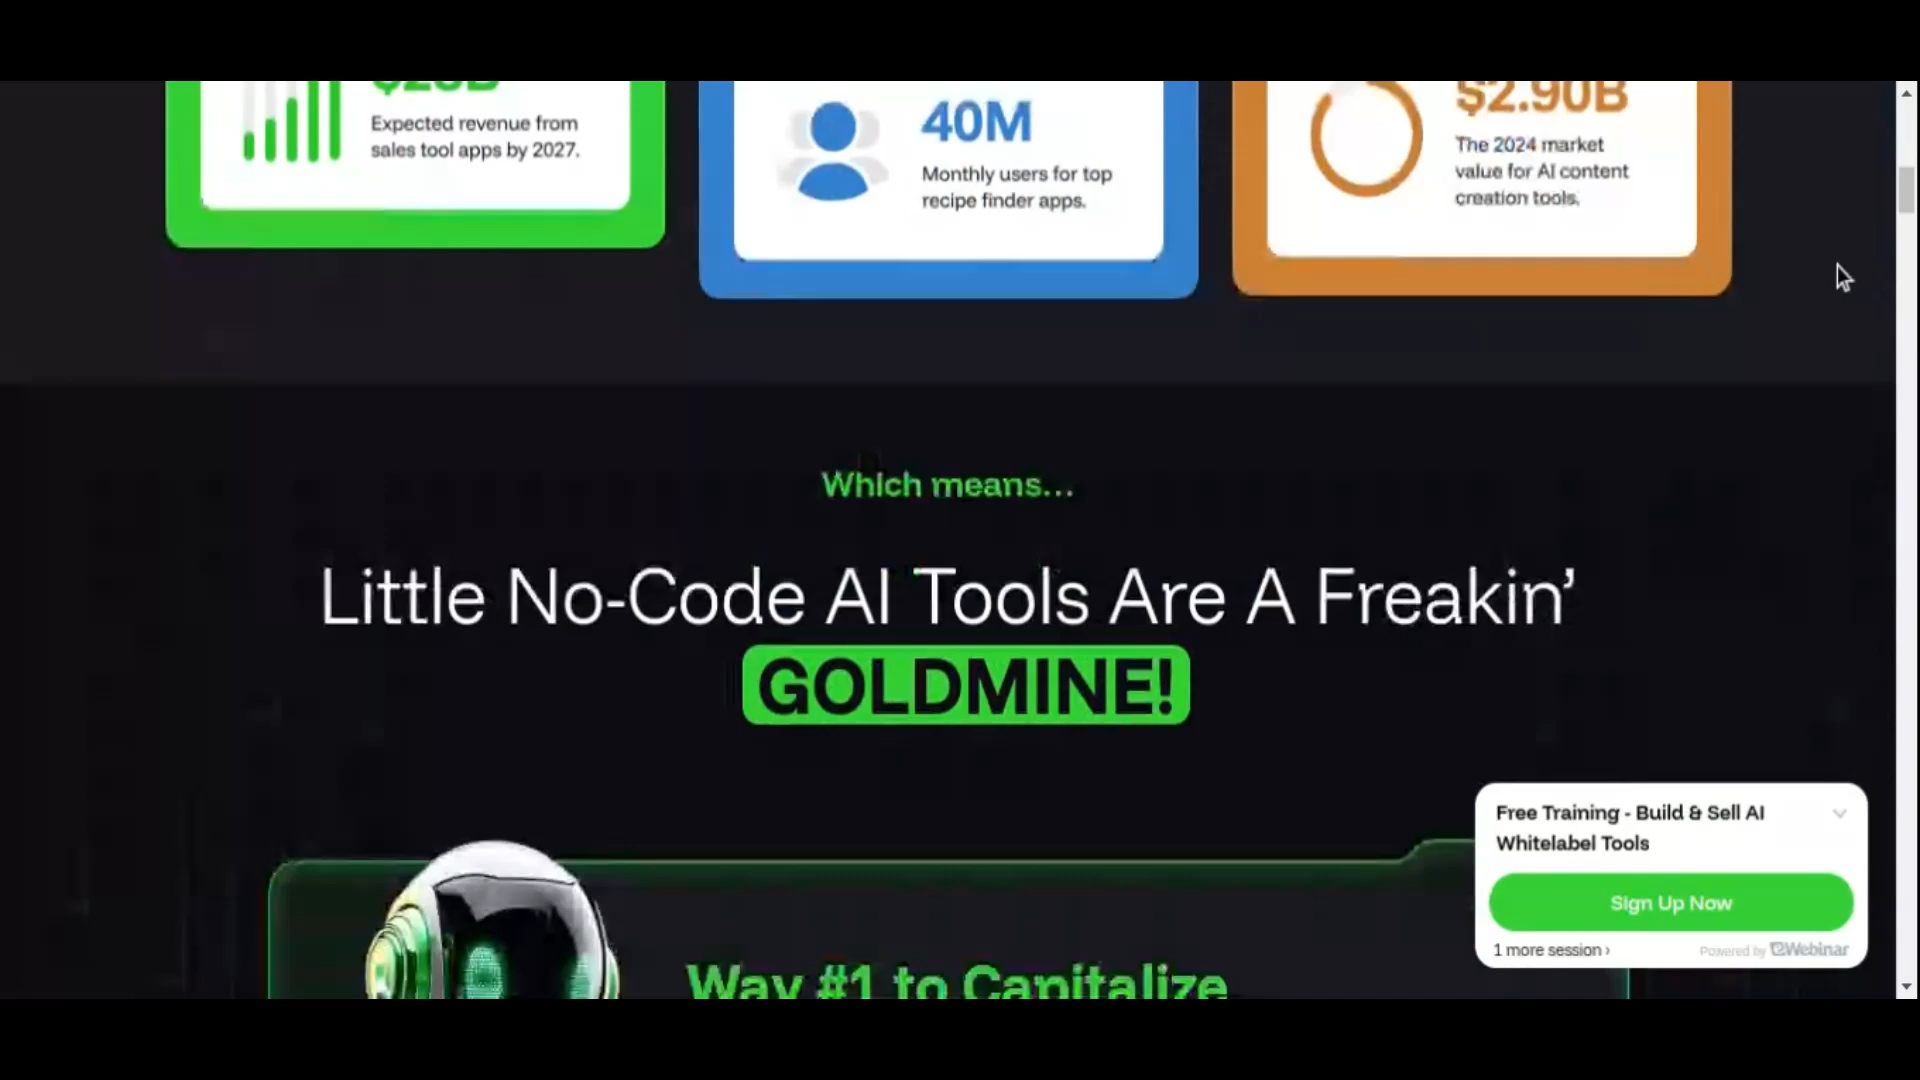 Expected revenue from
sales tool apps by 2027.
40M
Monthly users for top
recipe finder apps.
$2.90B
The 2024 market
value for AI content
creation tools.
Which means...
Little No-Code AI Tools Are A Freakin’
GOLDMINE!
Way #1 to Capitalize
Free Training - Build & Sell AI
Whitelabel Tools
Sign Up Now
1 more session ›
Powered by eWebinar